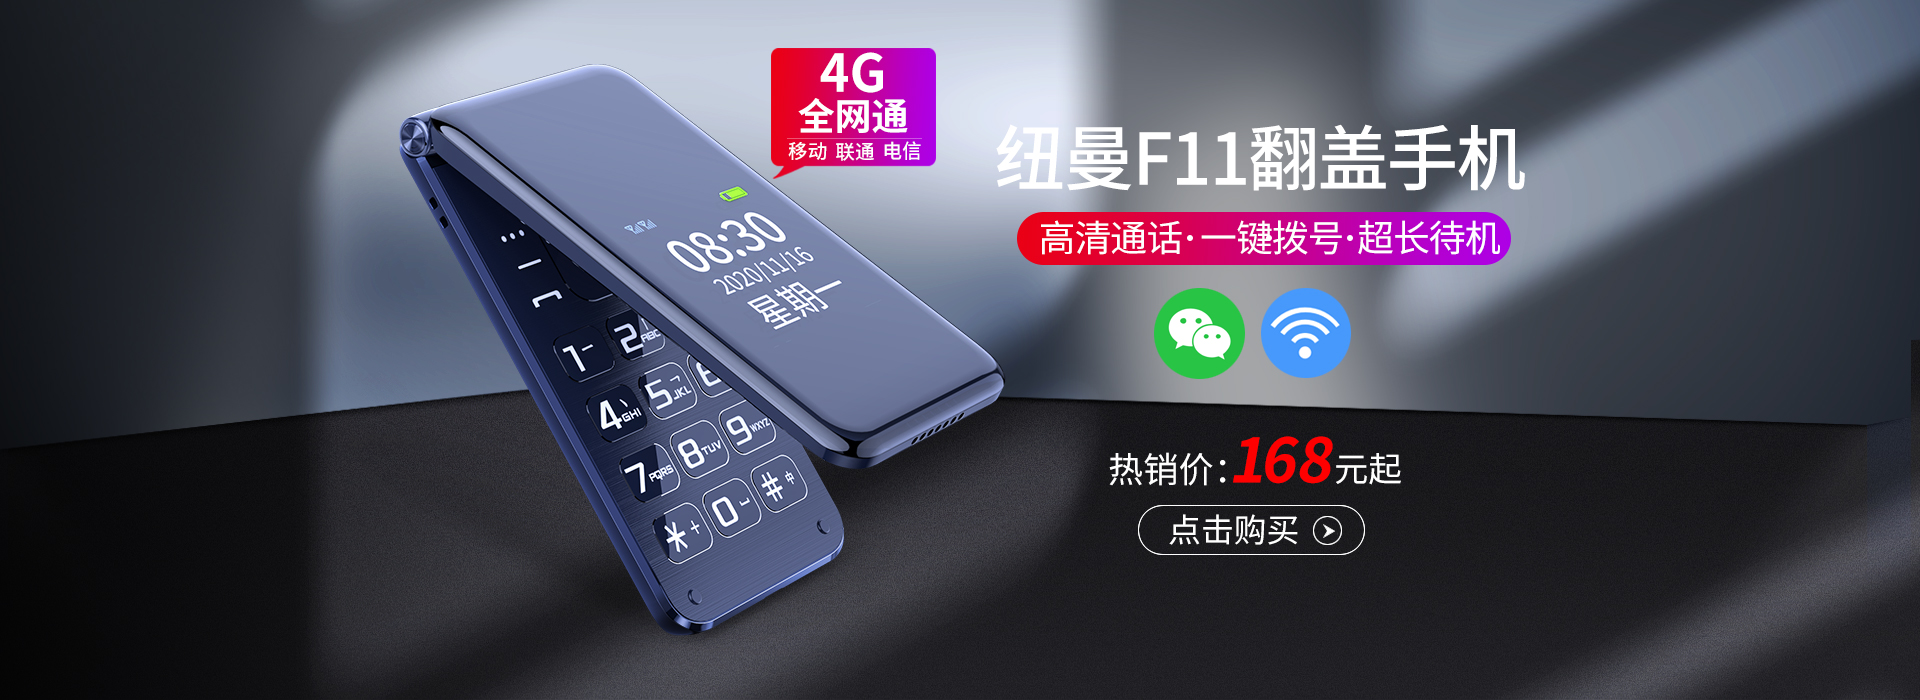 4G
全网通
移动 联通 电信
纽曼F11翻盖手机
高清通话·一键拨号·超长待机
08:30
2020/11/16
星期一
1
2 ABC
4 GHI
5 JKL
7 PQRS
8 TUV
9 WXYZ
* +
0
# 中
热销价:168元起
点击购买